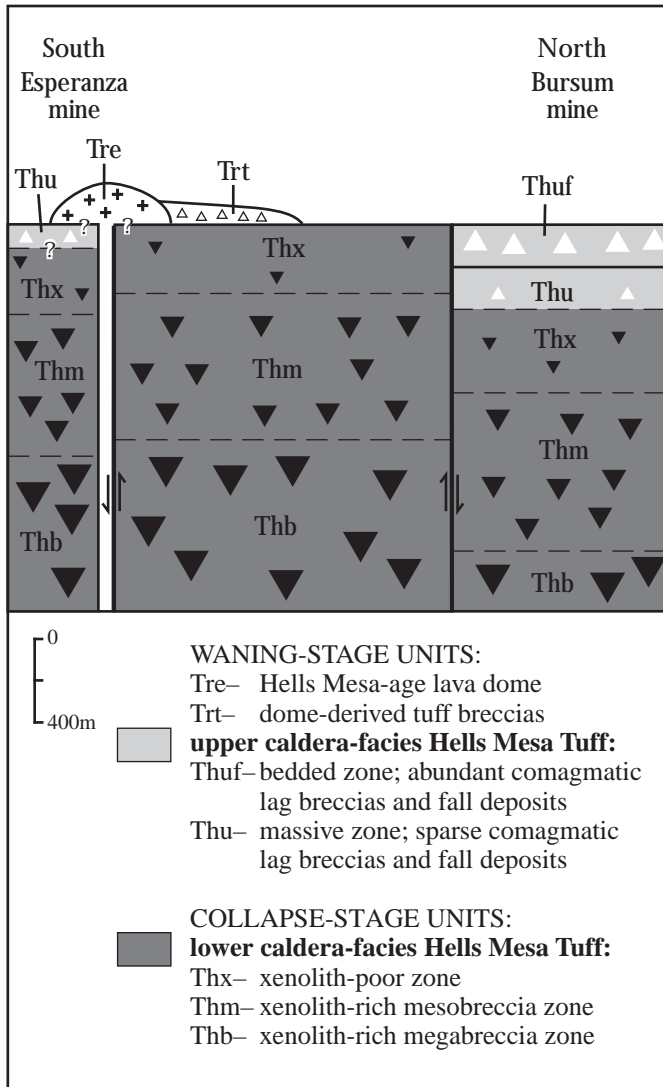 South
Esperanza
mine
North
Bursum
mine
Tre
Thu
Trt
Thuf
?
?
?
Thx
Thm
Thb
Thx
Thm
Thb
Thu
Thx
Thm
Thb
0
400m
WANING-STAGE UNITS:
Tre– Hells Mesa-age lava dome
Trt– dome-derived tuff breccias
upper caldera-facies Hells Mesa Tuff:
Thuf– bedded zone; abundant comagmatic
lag breccias and fall deposits
Thu– massive zone; sparse comagmatic
lag breccias and fall deposits
COLLAPSE-STAGE UNITS:
lower caldera-facies Hells Mesa Tuff:
Thx– xenolith-poor zone
Thm– xenolith-rich mesobreccia zone
Thb– xenolith-rich megabreccia zone